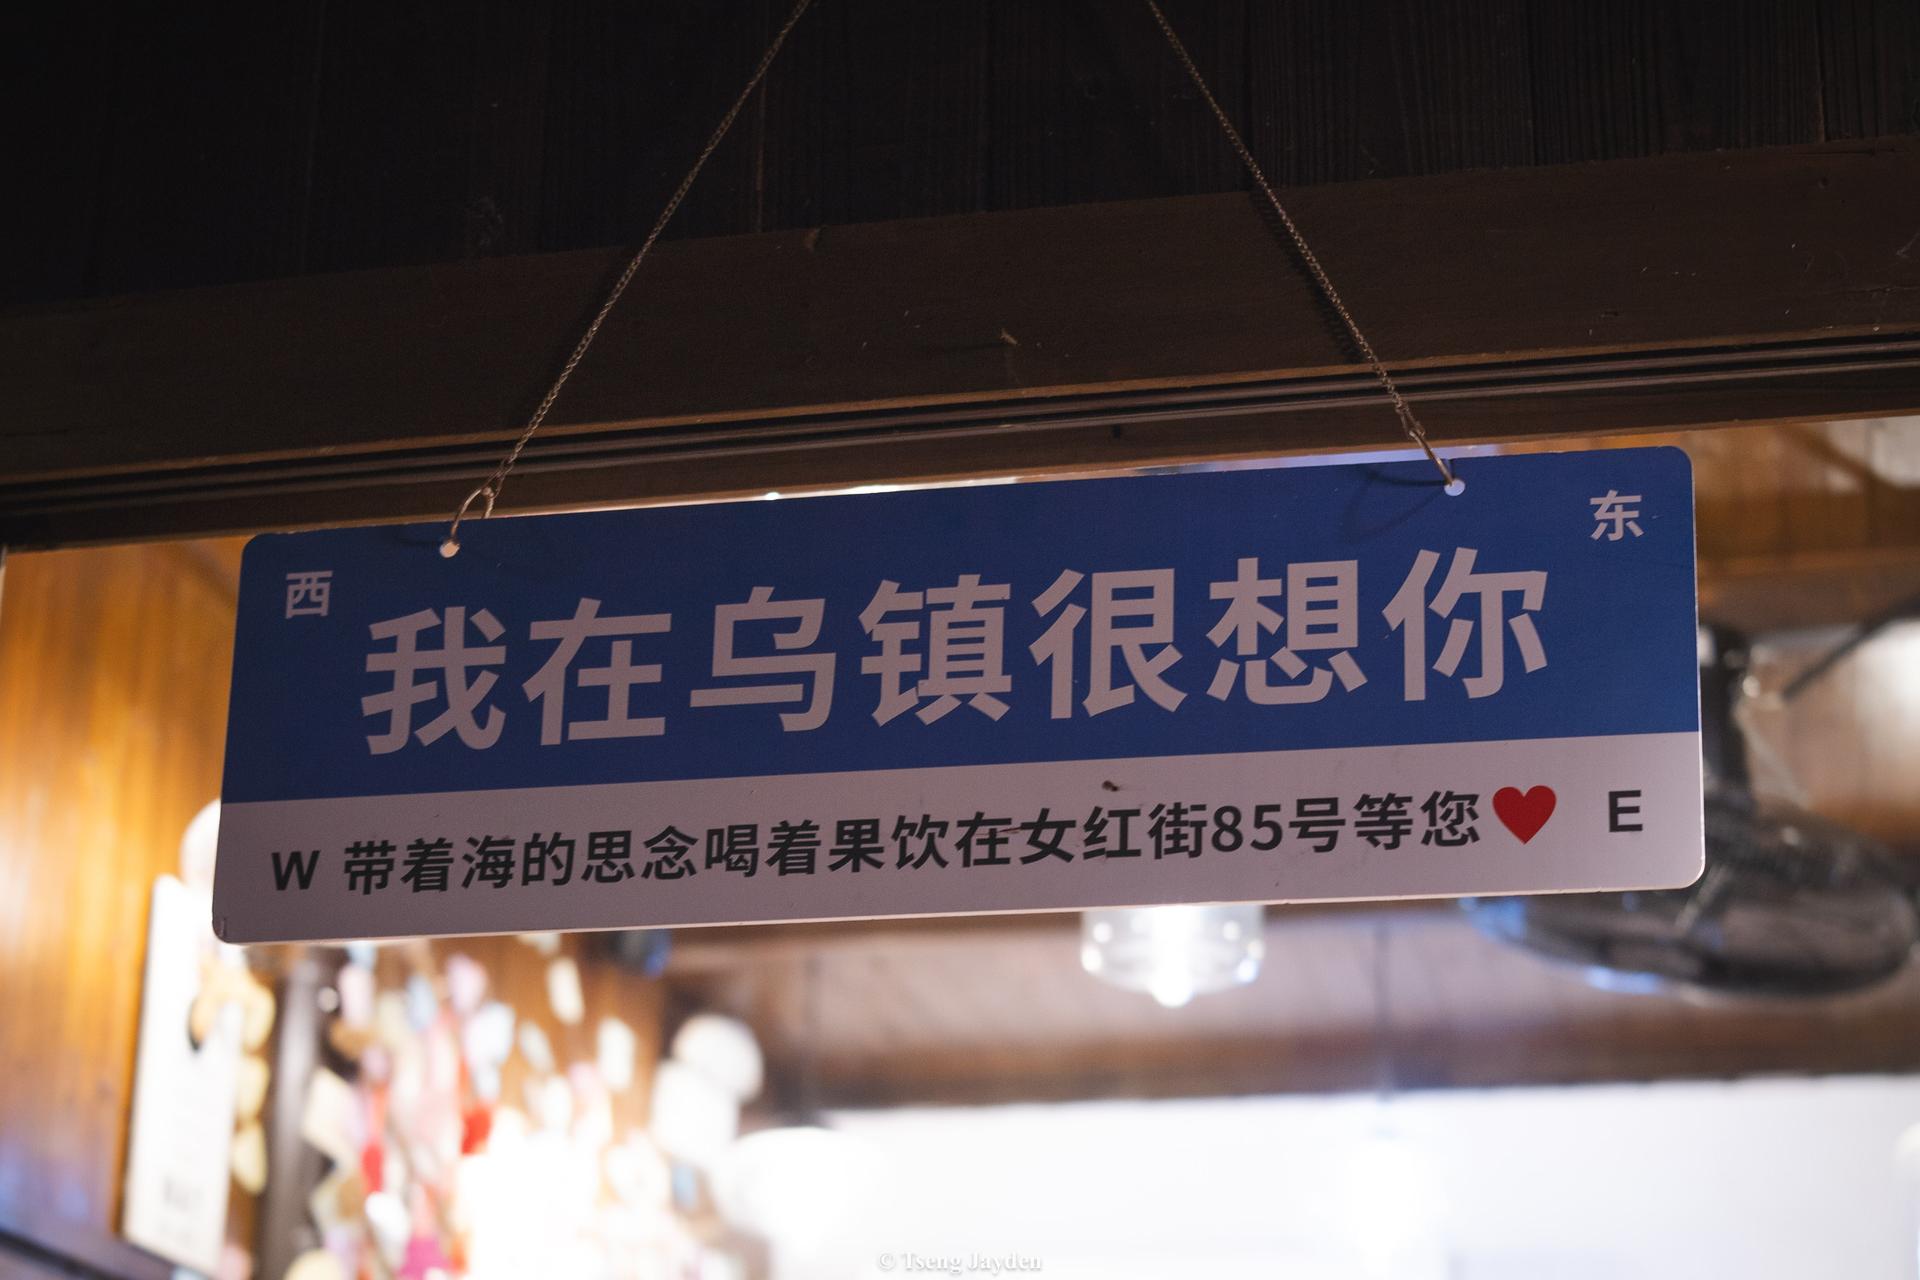 西 东
我在乌镇很想你
W 带着海的思念喝着果饮在女红街85号等您❤ E
© Tseng Jayden